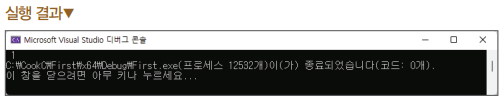 실행 결과▼
Microsoft Visual Studio 디버그 콘솔
1
C:₩CookC₩First₩x64₩Debug₩First.exe(프로세스 12532개)이(가) 종료되었습니다(코드: 0개).
이 창을 닫으려면 아무 키나 누르세요...